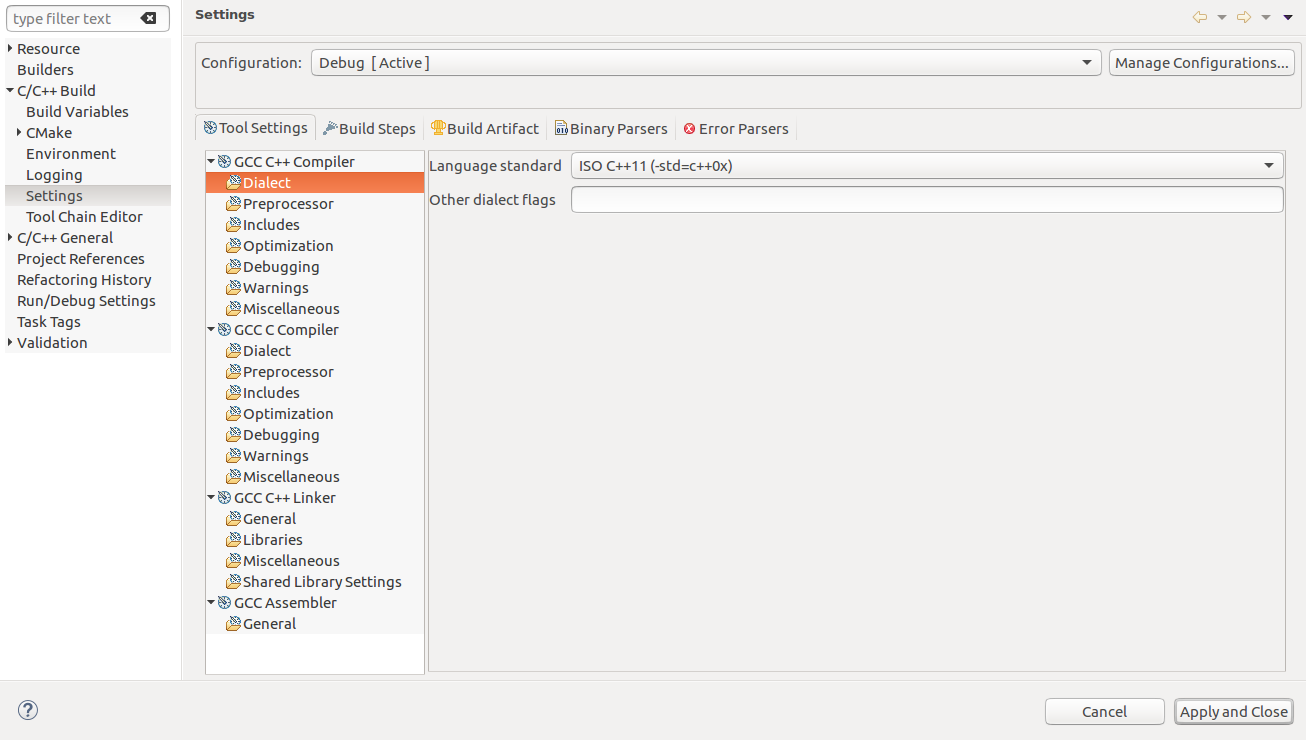 type filter text
Resource
Builders
C/C++ Build
Build Variables
CMake
Environment
Logging
Settings
Tool Chain Editor
C/C++ General
Project References
Refactoring History
Run/Debug Settings
Task Tags
Validation
Settings
Configuration: Debug [ Active ] Manage Configurations...
Tool Settings Build Steps Build Artifact Binary Parsers Error Parsers
GCC C++ Compiler
Dialect
Preprocessor
Includes
Optimization
Debugging
Warnings
Miscellaneous
GCC C Compiler
Dialect
Preprocessor
Includes
Optimization
Debugging
Warnings
Miscellaneous
GCC C++ Linker
General
Libraries
Miscellaneous
Shared Library Settings
GCC Assembler
General
Language standard ISO C++11 (-std=c++0x)
Other dialect flags
? Cancel Apply and Close